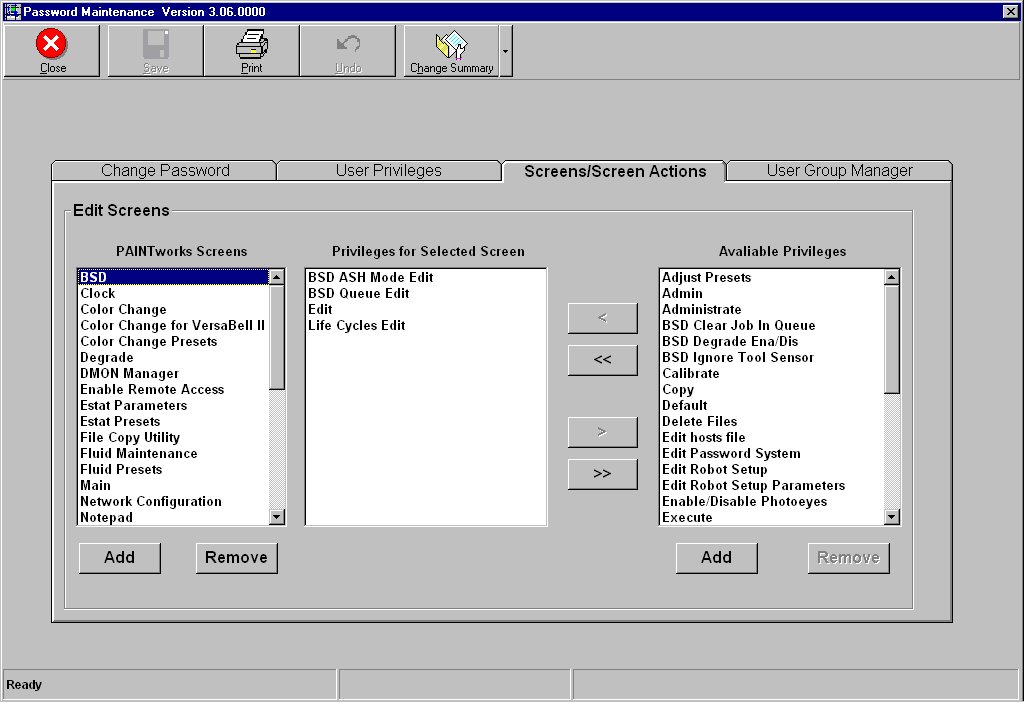 Password Maintenance Version 3.06.0000
Close Save Print Undo Change Summary
Change Password User Privileges Screens/Screen Actions User Group Manager
Edit Screens
PAINTworks Screens
BSD
Clock
Color Change
Color Change for VersaBell II
Color Change Presets
Degrade
DMON Manager
Enable Remote Access
Estat Parameters
Estat Presets
File Copy Utility
Fluid Maintenance
Fluid Presets
Main
Network Configuration
Notepad
Add Remove
Privileges for Selected Screen
BSD ASH Mode Edit
BSD Queue Edit
Edit
Life Cycles Edit
<
<<
>
>>
Avaliable Privileges
Adjust Presets
Admin
Administrate
BSD Clear Job In Queue
BSD Degrade Ena/Dis
BSD Ignore Tool Sensor
Calibrate
Copy
Default
Delete Files
Edit hosts file
Edit Password System
Edit Robot Setup
Edit Robot Setup Parameters
Enable/Disable Photoeyes
Execute
Add Remove
Ready